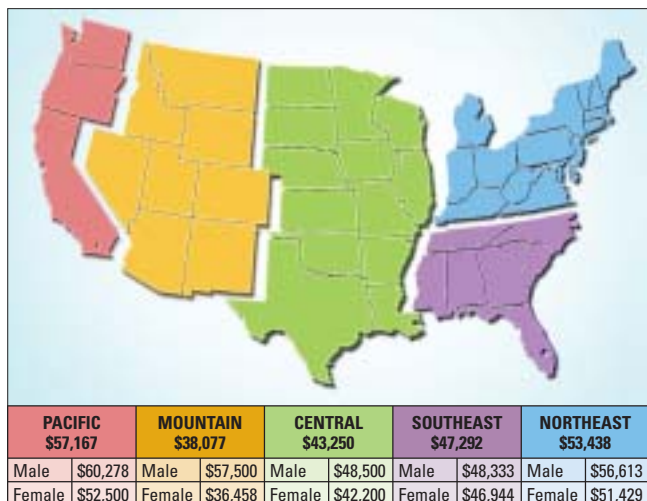 PACIFIC MOUNTAIN CENTRAL SOUTHEAST NORTHEAST
$57,167 $38,077 $43,250 $47,292 $53,438
Male $60,278 Male $57,500 Male $48,500 Male $48,333 Male $56,613
Female $52,500 Female $36,458 Female $42,200 Female $46,944 Female $51,429